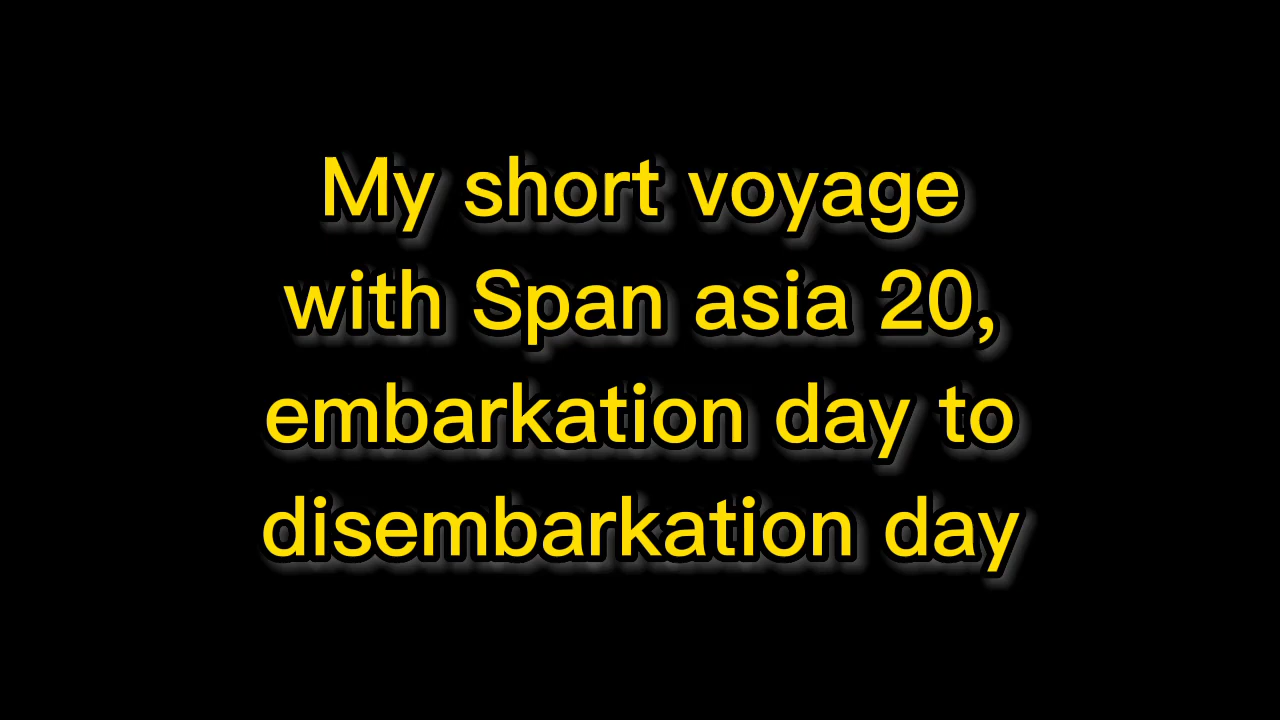 My short voyage
with Span asia 20,
embarkation day to
disembarkation day